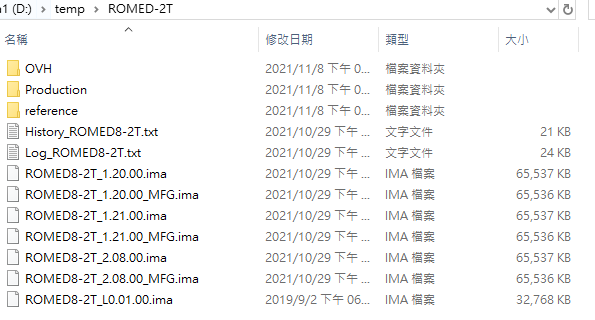 1 (D:) › temp › ROMED-2T
名稱 修改日期 類型 大小
OVH 2021/11/8 下午 0... 檔案資料夾
Production 2021/11/8 下午 0... 檔案資料夾
reference 2021/11/8 下午 0... 檔案資料夾
History_ROMED8-2T.txt 2021/10/29 下午 ... 文字文件 21 KB
Log_ROMED8-2T.txt 2021/10/29 下午 ... 文字文件 24 KB
ROMED8-2T_1.20.00.ima 2021/10/29 下午 ... IMA 檔案 65,537 KB
ROMED8-2T_1.20.00_MFG.ima 2021/10/29 下午 ... IMA 檔案 65,536 KB
ROMED8-2T_1.21.00.ima 2021/10/29 下午 ... IMA 檔案 65,537 KB
ROMED8-2T_1.21.00_MFG.ima 2021/10/29 下午 ... IMA 檔案 65,536 KB
ROMED8-2T_2.08.00.ima 2021/10/29 下午 ... IMA 檔案 65,537 KB
ROMED8-2T_2.08.00_MFG.ima 2021/10/29 下午 ... IMA 檔案 65,536 KB
ROMED8-2T_L0.01.00.ima 2019/9/2 下午 06... IMA 檔案 32,768 KB